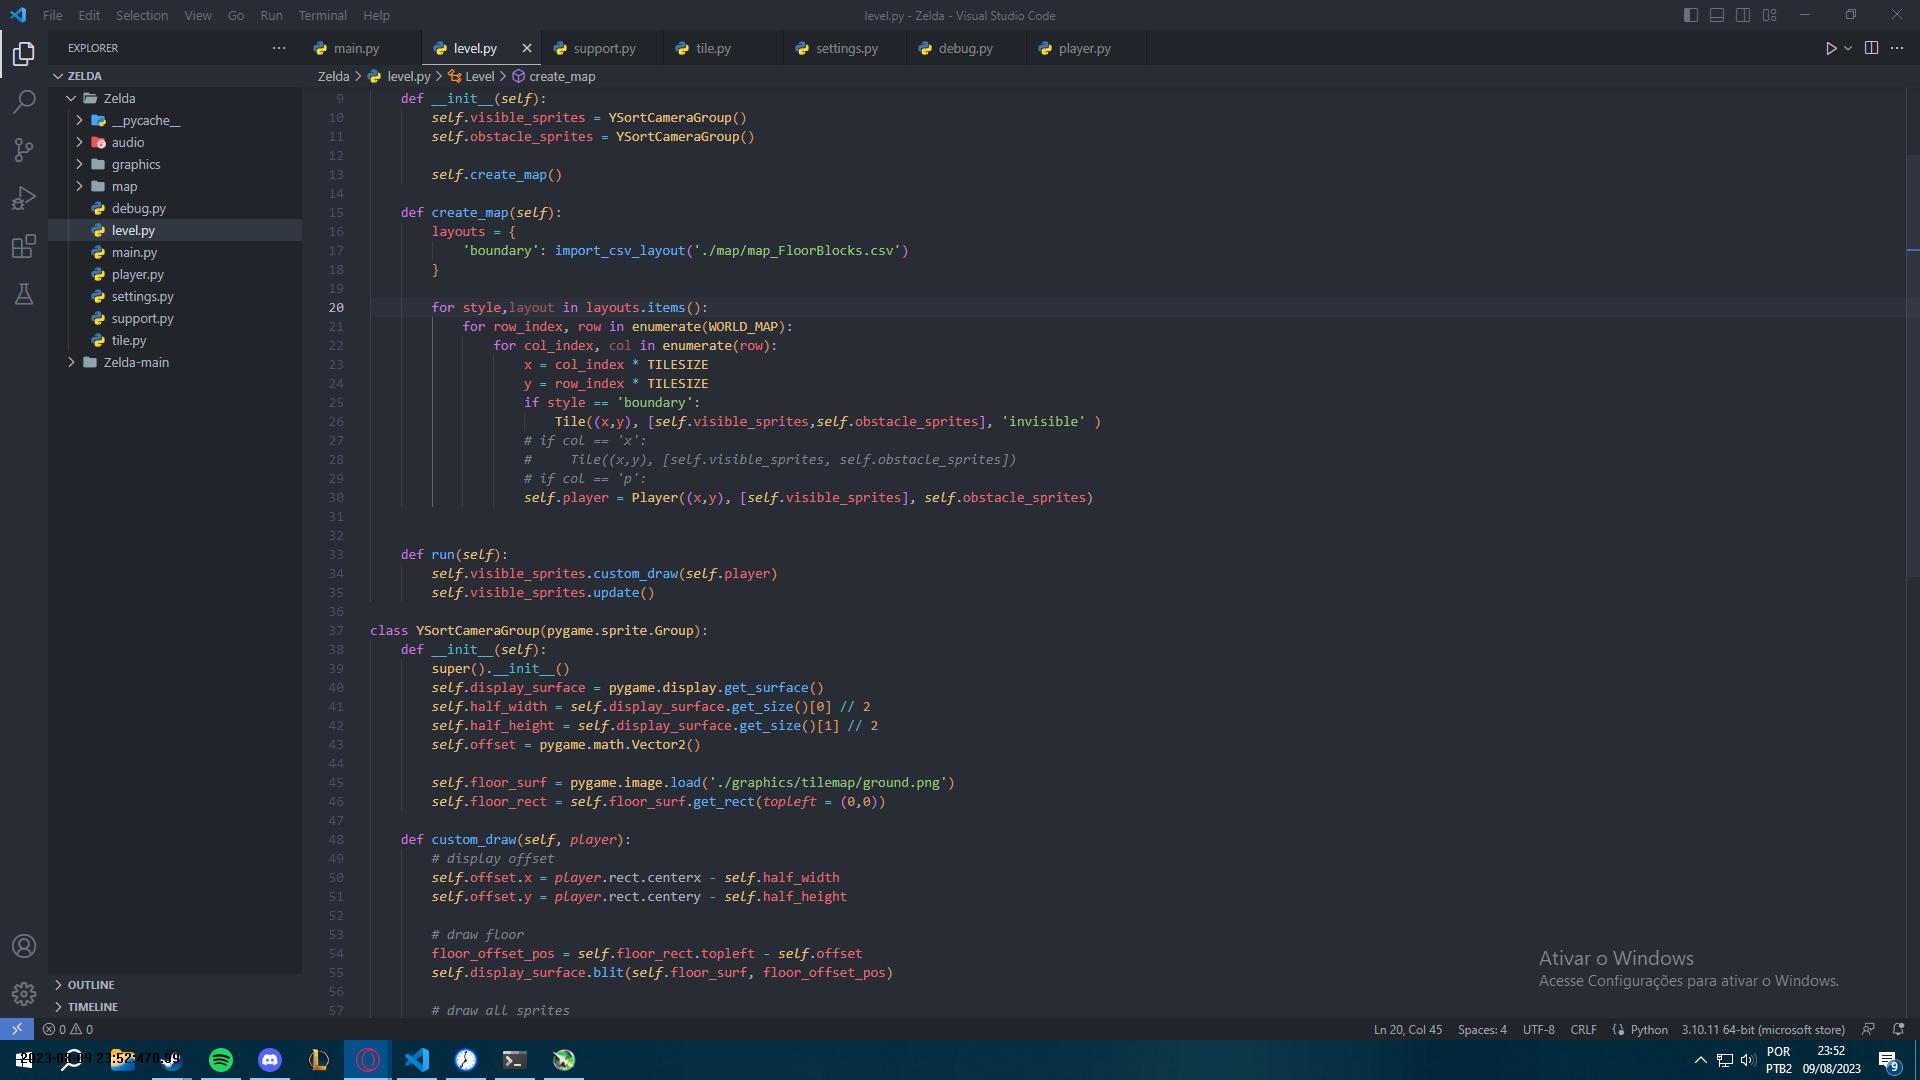 File Edit Selection View Go Run Terminal Help
level.py - Zelda - Visual Studio Code
EXPLORER
main.py
level.py
support.py
tile.py
settings.py
debug.py
player.py
ZELDA
Zelda
__pycache__
audio
graphics
map
debug.py
level.py
main.py
player.py
settings.py
support.py
tile.py
Zelda-main
OUTLINE
TIMELINE
Zelda > level.py > Level > create_map
9 def __init__(self):
10 self.visible_sprites = YSortCameraGroup()
11 self.obstacle_sprites = YSortCameraGroup()
12
13 self.create_map()
14
15 def create_map(self):
16 layouts = {
17 'boundary': import_csv_layout('./map/map_FloorBlocks.csv')
18 }
19
20 for style,layout in layouts.items():
21 for row_index, row in enumerate(WORLD_MAP):
22 for col_index, col in enumerate(row):
23 x = col_index * TILESIZE
24 y = row_index * TILESIZE
25 if style == 'boundary':
26 Tile((x,y), [self.visible_sprites,self.obstacle_sprites], 'invisible' )
27 # if col == 'x':
28 # Tile((x,y), [self.visible_sprites, self.obstacle_sprites])
29 # if col == 'p':
30 self.player = Player((x,y), [self.visible_sprites], self.obstacle_sprites)
31
32
33 def run(self):
34 self.visible_sprites.custom_draw(self.player)
35 self.visible_sprites.update()
36
37 class YSortCameraGroup(pygame.sprite.Group):
38 def __init__(self):
39 super().__init__()
40 self.display_surface = pygame.display.get_surface()
41 self.half_width = self.display_surface.get_size()[0] // 2
42 self.half_height = self.display_surface.get_size()[1] // 2
43 self.offset = pygame.math.Vector2()
44
45 self.floor_surf = pygame.image.load('./graphics/tilemap/ground.png')
46 self.floor_rect = self.floor_surf.get_rect(topleft = (0,0))
47
48 def custom_draw(self, player):
49 # display offset
50 self.offset.x = player.rect.centerx - self.half_width
51 self.offset.y = player.rect.centery - self.half_height
52
53 # draw floor
54 floor_offset_pos = self.floor_rect.topleft - self.offset
55 self.display_surface.blit(self.floor_surf, floor_offset_pos)
56
57 # draw all sprites
Ativar o Windows
Acesse Configurações para ativar o Windows.
0 0
Ln 20, Col 45 Spaces: 4 UTF-8 CRLF Python 3.10.11 64-bit (microsoft store)
POR
PTB2
23:52
09/08/2023
9